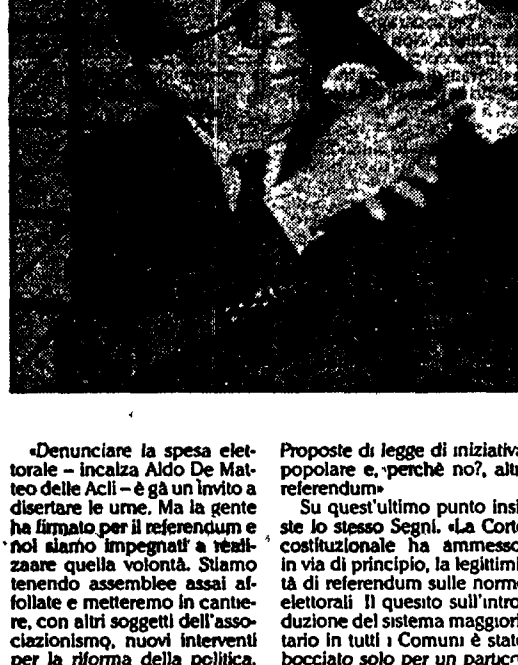 «Denunciare la spesa elet-
torale – incalza Aldo De Mat-
teo delle Acli – è gà un invito a
disertare le urne. Ma la gente
ha firmato per il referendum e
noi siamo impegnati a reali-
zaare quella volontà. Stiamo
tenendo assemblee assai af-
follate e metteremo in cantie-
re, con altri soggetti dell'asso-
ciazionismo, nuovi interventi
per la riforma della politica.
Proposte di legge di iniziativa
popolare e, perchè no?, altri
referendum»
Su quest'ultimo punto insi
ste lo stesso Segni. «La Corte
costituzionale ha ammesso
in via di principio, la legittimi
tà di referendum sulle norme
elettorali Il quesito sull'intro
duzione del sistema maggiori
tario in tutti i Comuni è stato
bocciato solo per un